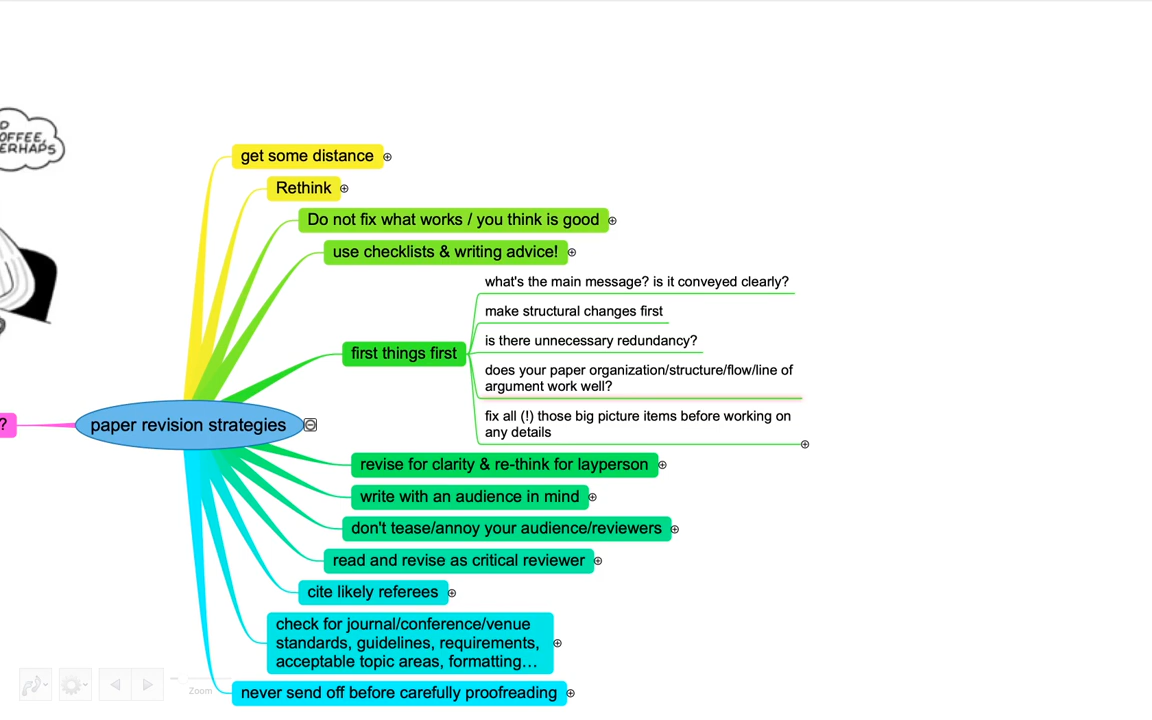 D
OFFEE,
ERHAPS
get some distance
Rethink
Do not fix what works / you think is good
use checklists & writing advice!
what's the main message? is it conveyed clearly?
make structural changes first
is there unnecessary redundancy?
first things first
does your paper organization/structure/flow/line of
argument work well?
fix all (!) those big picture items before working on
any details
?
paper revision strategies
revise for clarity & re-think for layperson
write with an audience in mind
don't tease/annoy your audience/reviewers
read and revise as critical reviewer
cite likely referees
check for journal/conference/venue
standards, guidelines, requirements,
acceptable topic areas, formatting…
never send off before carefully proofreading
Zoom